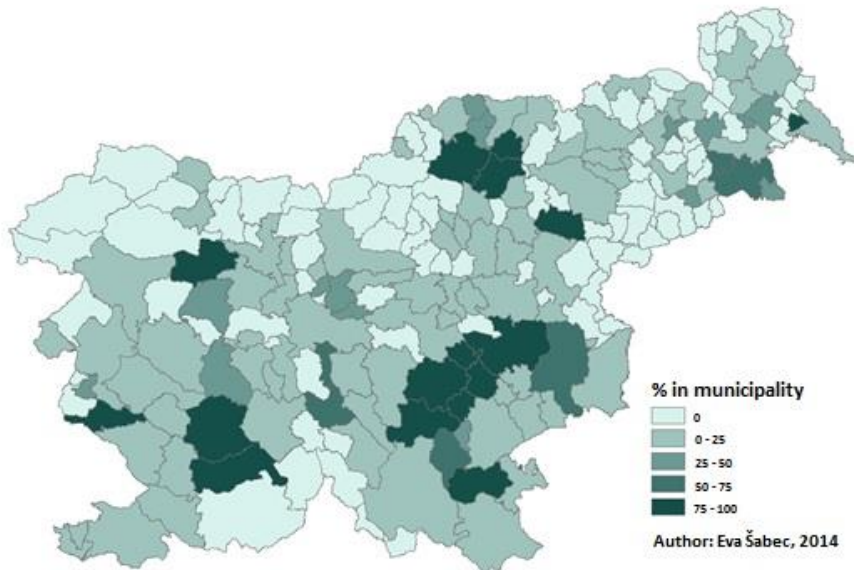 % in municipality
0
0 - 25
25 - 50
50 - 75
75 - 100
Author: Eva Šabec, 2014